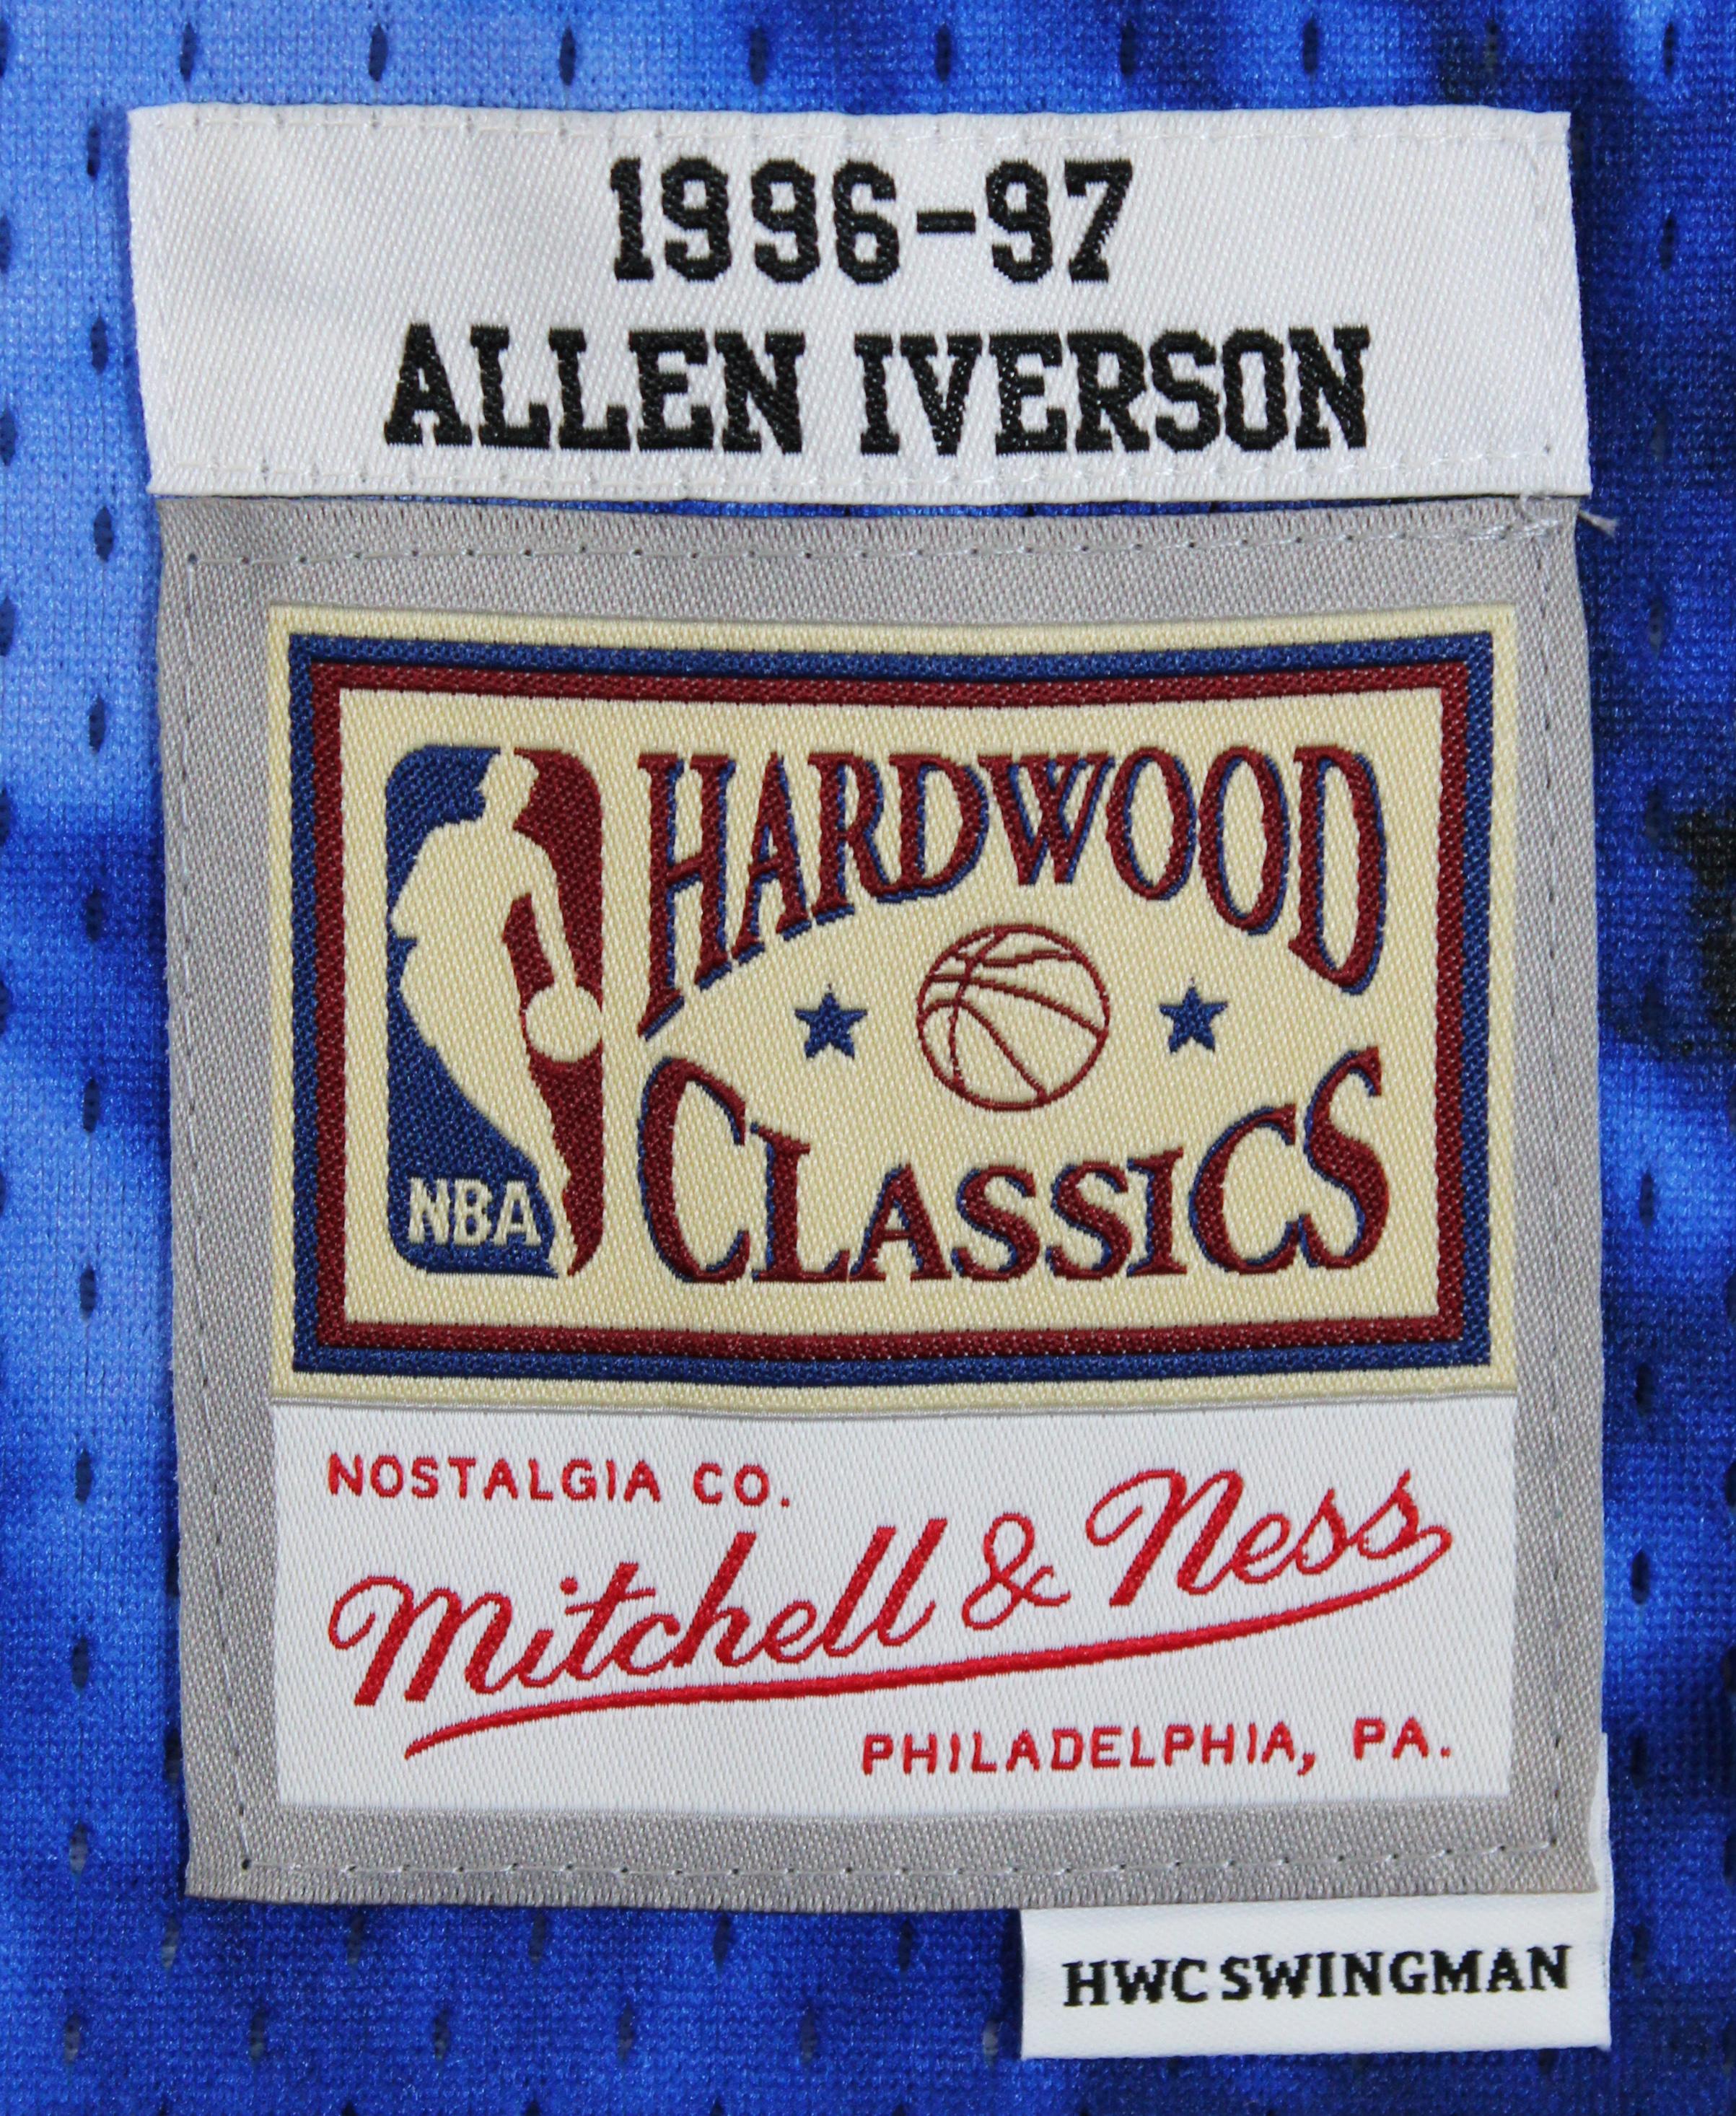 1996-97
ALLEN IVERSON
HARDWOOD
CLASSICS
NBA
NOSTALGIA CO.
Mitchell & Ness
PHILADELPHIA, PA.
HWC SWINGMAN